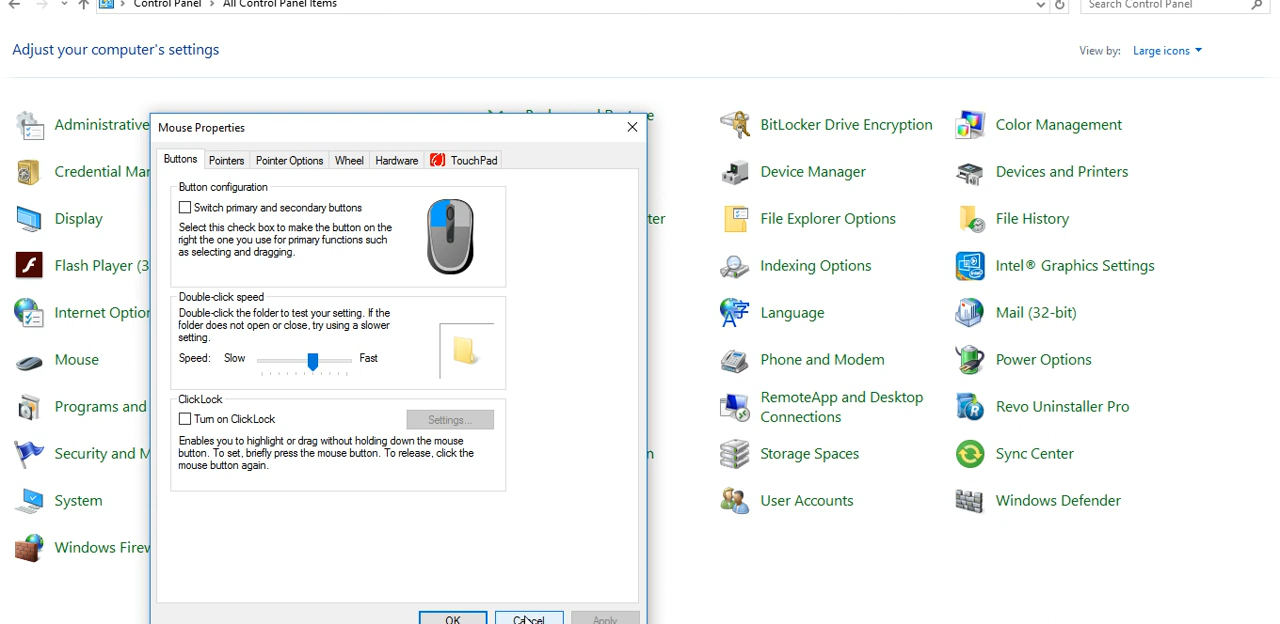 Control Panel > All Control Panel Items
Search Control Panel
Adjust your computer's settings
View by: Large icons
Administrative
Credential Mar
Display
Flash Player (3
Internet Option
Mouse
Programs and
Security and M
System
Windows Firew
Mouse Properties
Buttons
Pointers
Pointer Options
Wheel
Hardware
TouchPad
Button configuration
Switch primary and secondary buttons
Select this check box to make the button on the
right the one you use for primary functions such
as selecting and dragging.
Double-click speed
Double-click the folder to test your setting. If the
folder does not open or close, try using a slower
setting.
Speed: Slow Fast
ClickLock
Turn on ClickLock
Settings...
Enables you to highlight or drag without holding down the mouse
button. To set, briefly press the mouse button. To release, click the
mouse button again.
OK
Cancel
Apply
ter
n
BitLocker Drive Encryption
Device Manager
File Explorer Options
Indexing Options
Language
Phone and Modem
RemoteApp and Desktop
Connections
Storage Spaces
User Accounts
Color Management
Devices and Printers
File History
Intel® Graphics Settings
Mail (32-bit)
Power Options
Revo Uninstaller Pro
Sync Center
Windows Defender